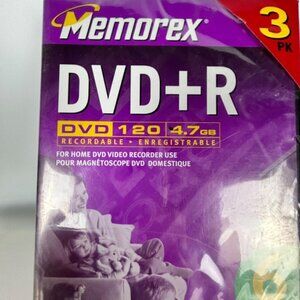 Memorex
3
PK
DVD+R
DVD 120 4.7GB
RECORDABLE • ENREGISTRABLE
FOR HOME DVD VIDEO RECORDER USE
POUR MAGNÉTOSCOPE DVD DOMESTIQUE